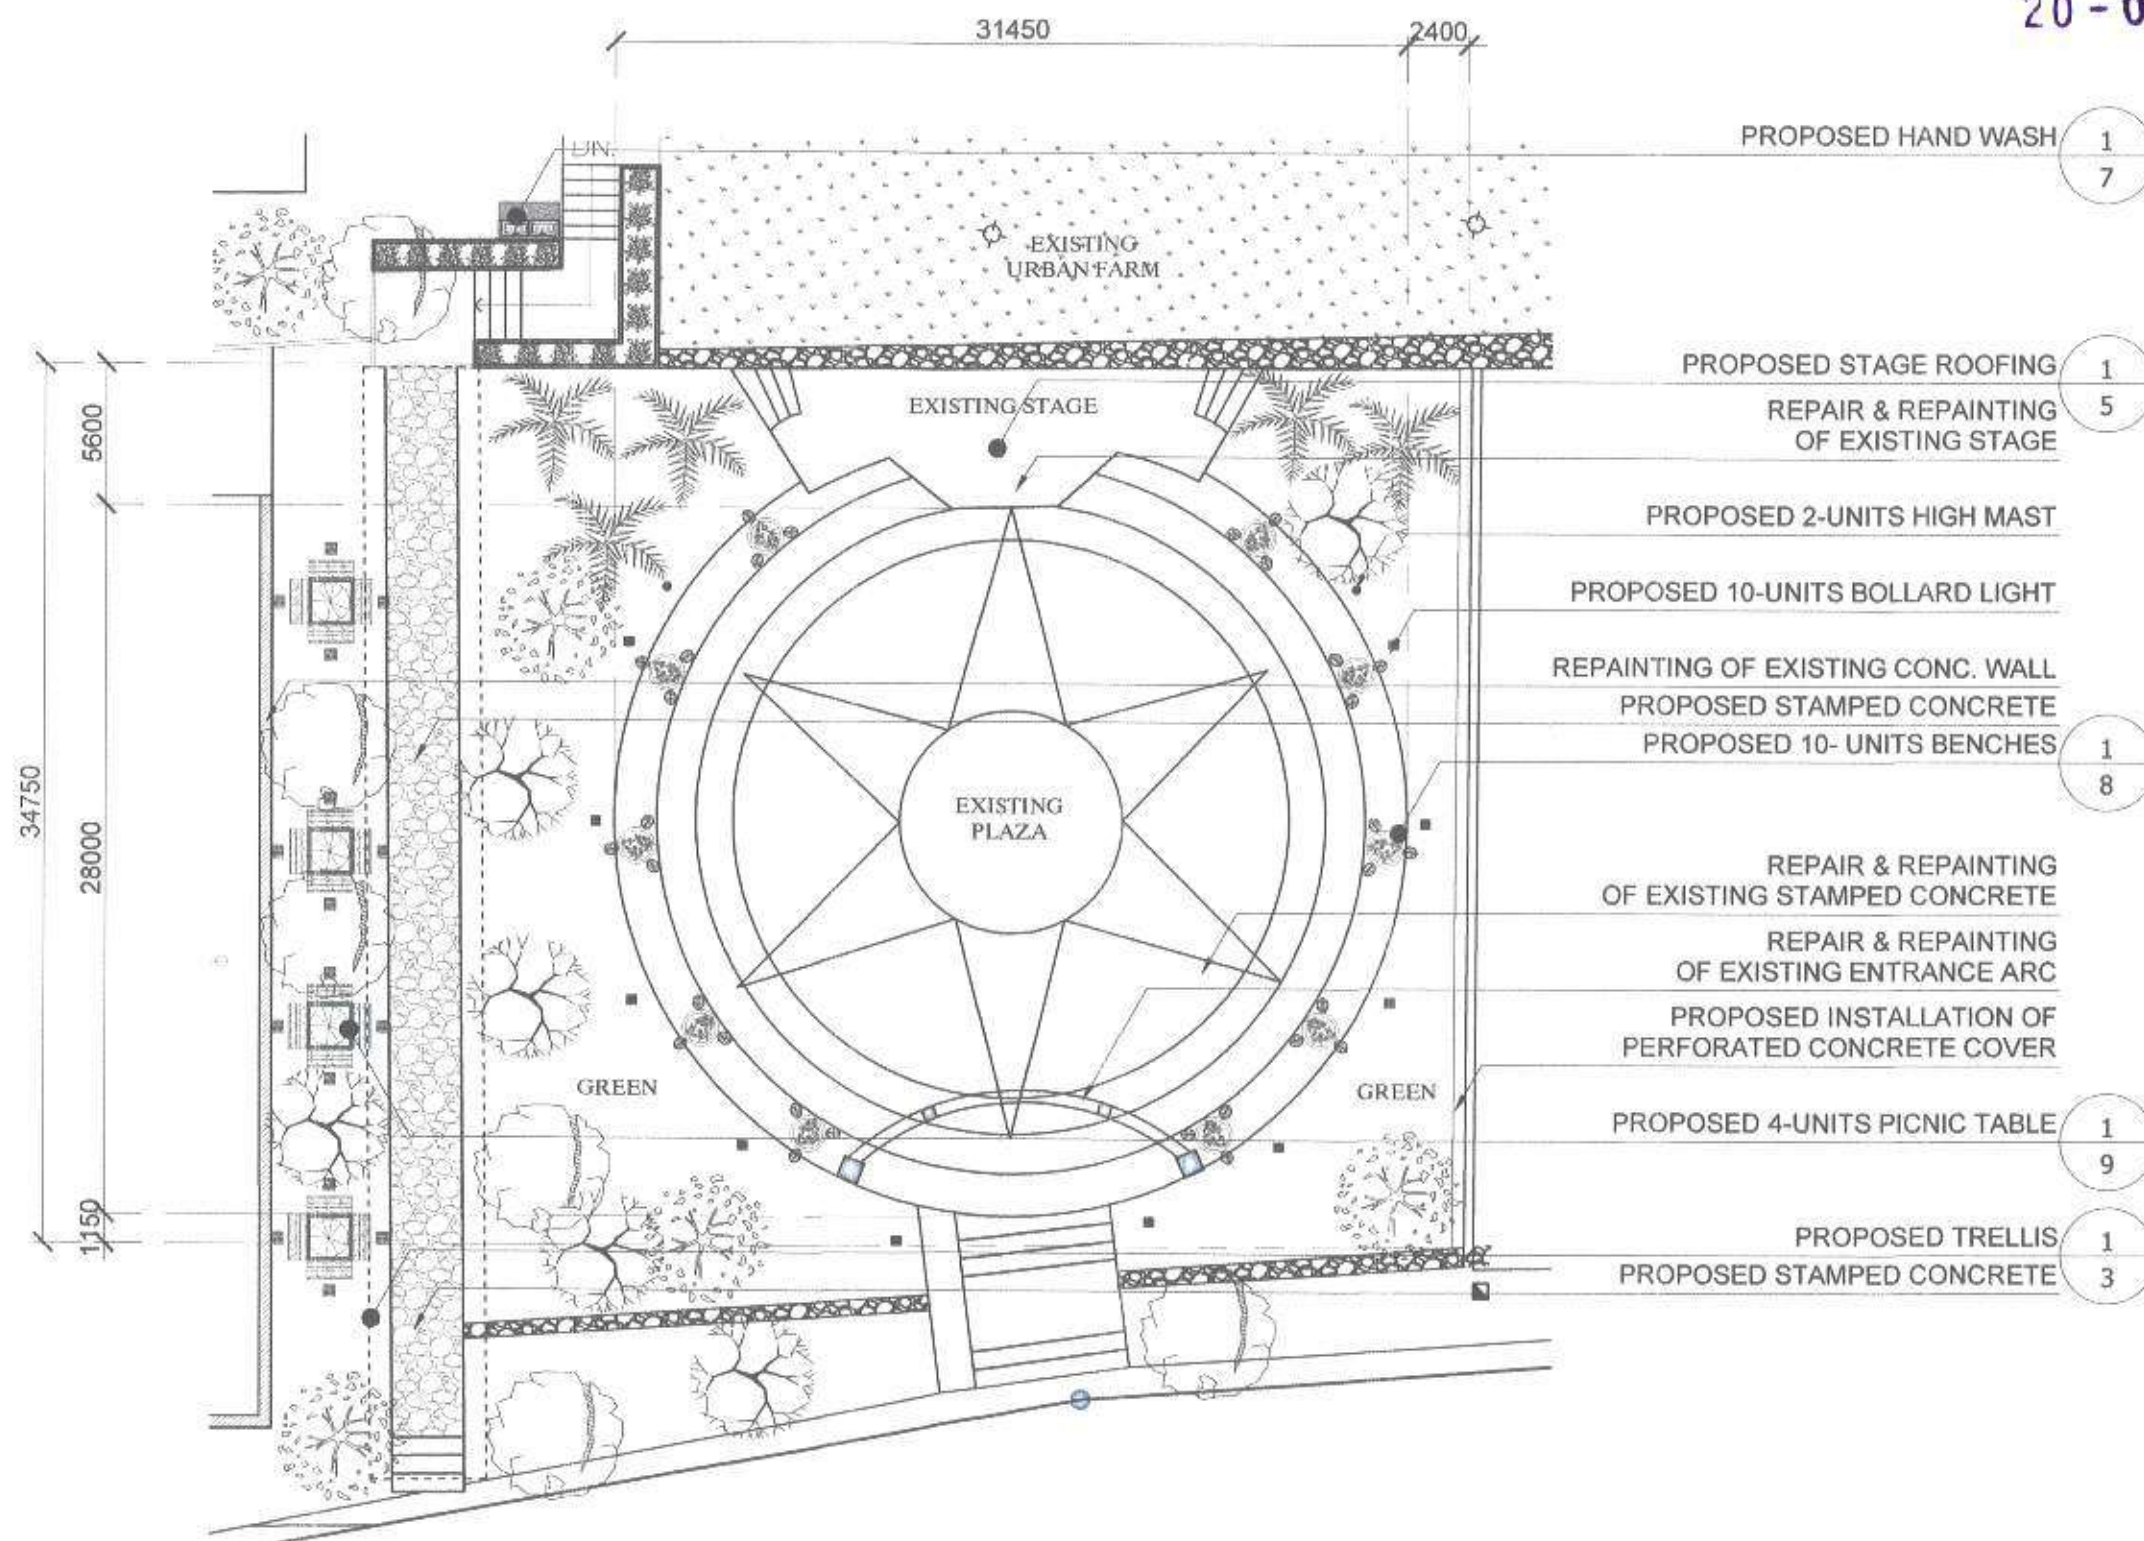 20 - 0
31450
2400
PROPOSED HAND WASH
1
7
DN.
EXISTING
URBAN FARM
PROPOSED STAGE ROOFING
1
5
EXISTING STAGE
REPAIR & REPAINTING
OF EXISTING STAGE
5600
PROPOSED 2-UNITS HIGH MAST
PROPOSED 10-UNITS BOLLARD LIGHT
REPAINTING OF EXISTING CONC. WALL
PROPOSED STAMPED CONCRETE
PROPOSED 10- UNITS BENCHES
1
8
34750
28000
EXISTING
PLAZA
REPAIR & REPAINTING
OF EXISTING STAMPED CONCRETE
REPAIR & REPAINTING
OF EXISTING ENTRANCE ARC
PROPOSED INSTALLATION OF
PERFORATED CONCRETE COVER
GREEN
GREEN
PROPOSED 4-UNITS PICNIC TABLE
1
9
1150
PROPOSED TRELLIS
1
3
PROPOSED STAMPED CONCRETE